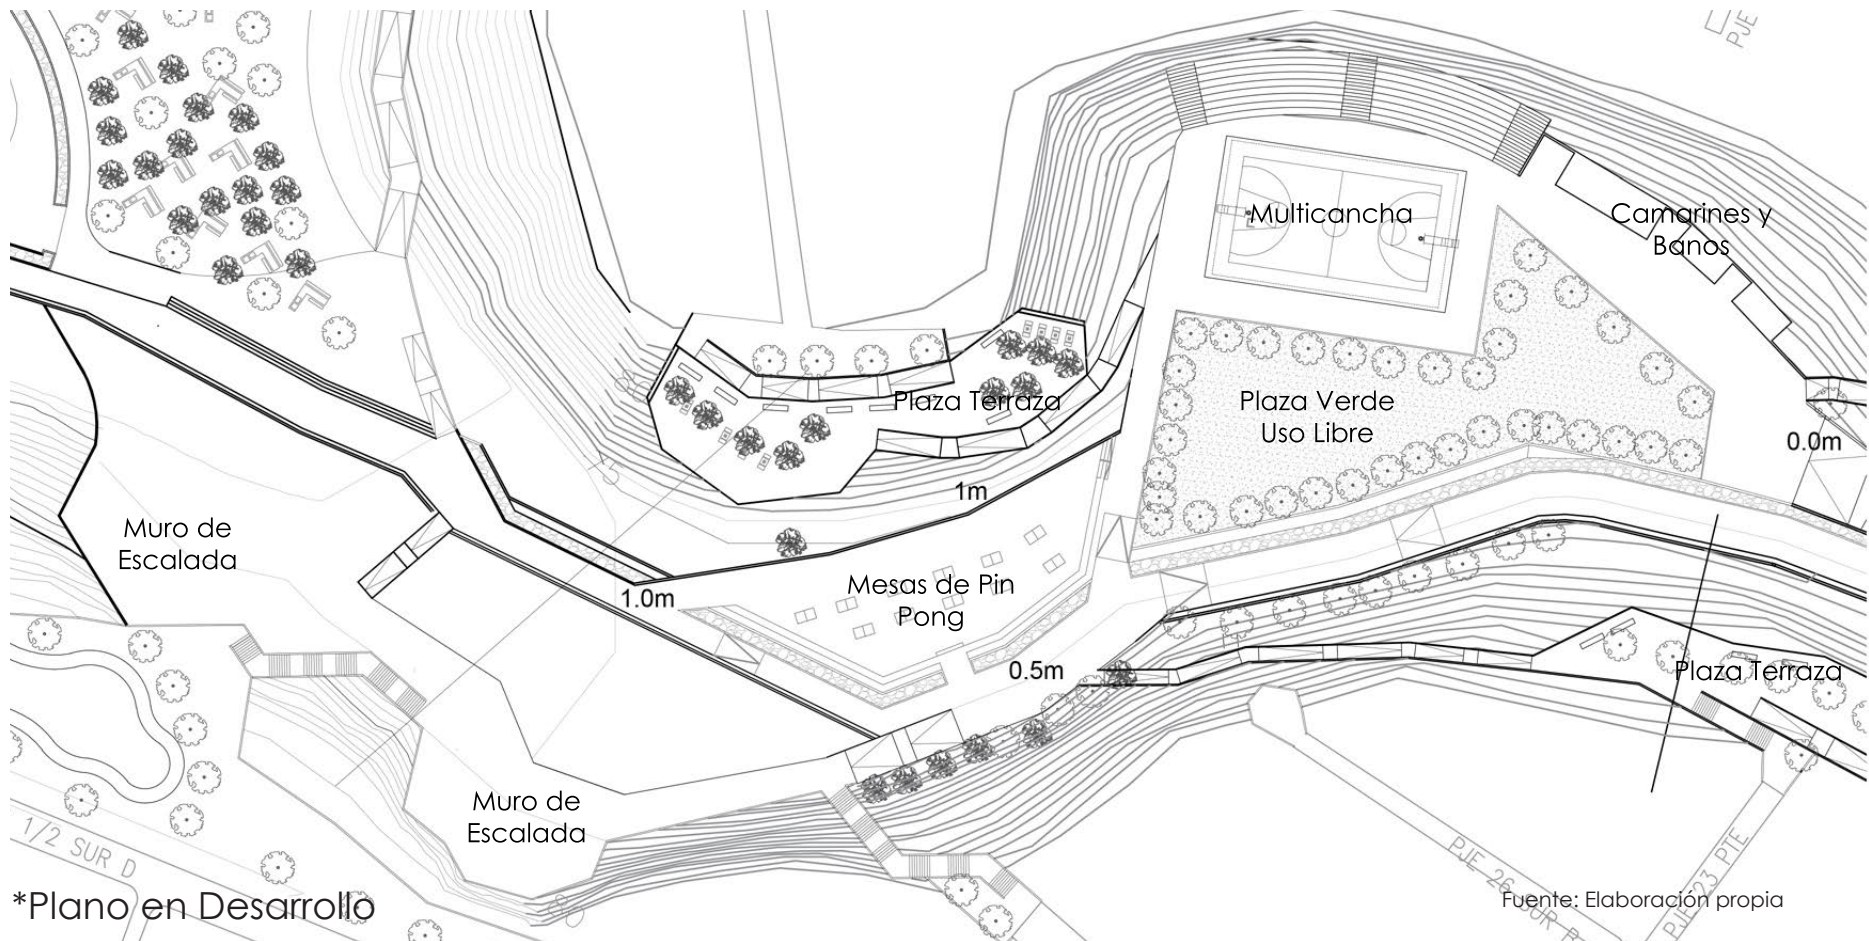 PJE
Multicancha
Camarines y
Banos
Plaza Terraza
Plaza Verde
Uso Libre
0.0m
1m
Muro de
Escalada
1.0m
Mesas de Pin
Pong
0.5m
Plaza Terraza
Muro de
Escalada
1/2 SUR D
*Plano en Desarrollo
PJE 26 SUR B
PJE 23 PTE
Fuente: Elaboración propia